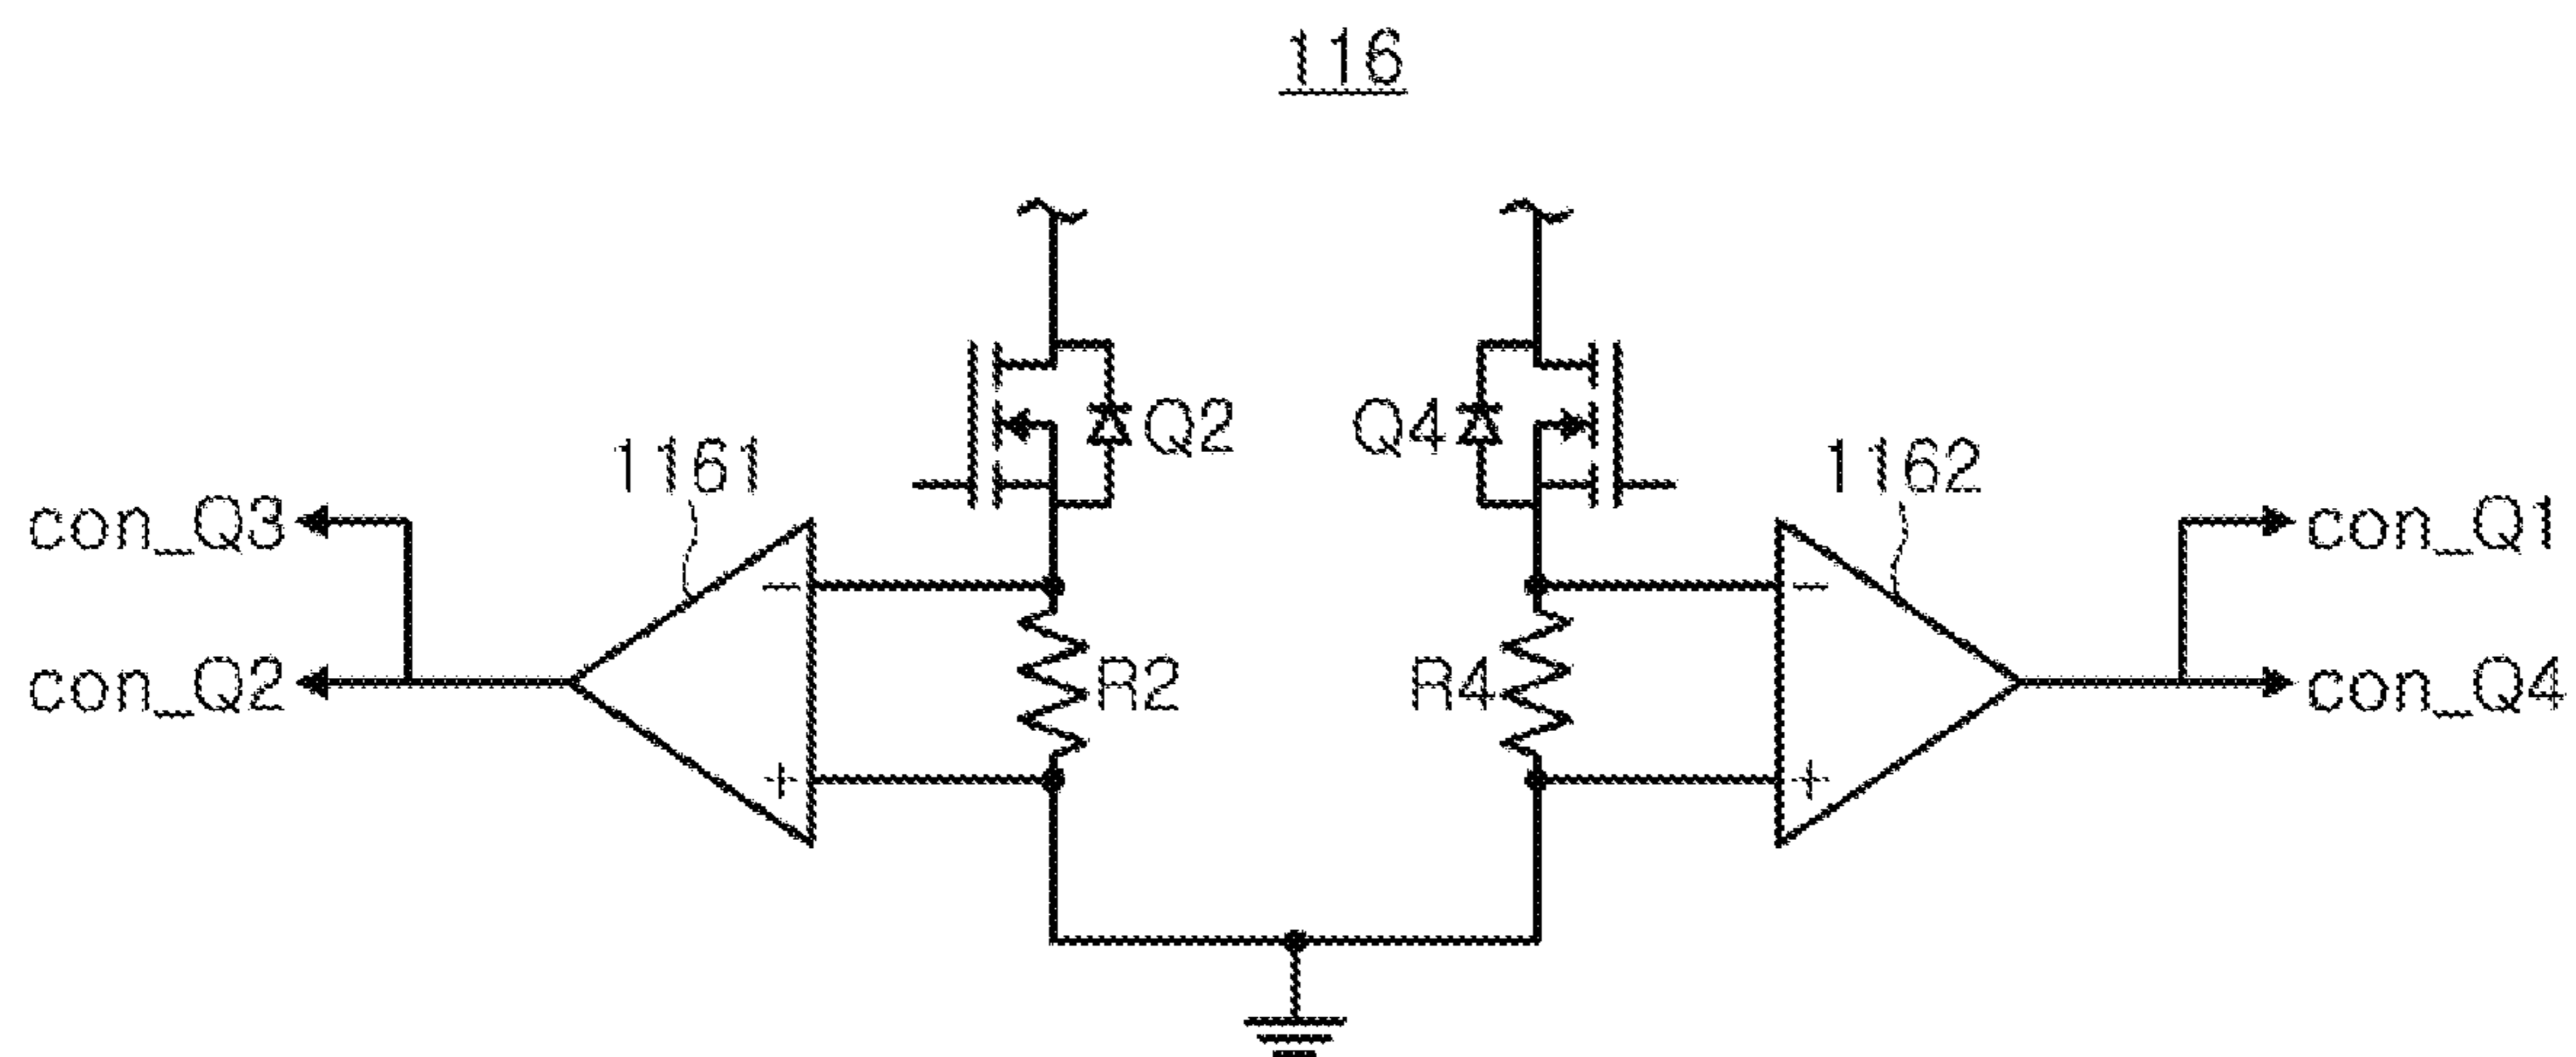 116
Q2 Q4
1161 1162
con_Q3 con_Q1
− −
con_Q2 R2 R4 con_Q4
+ +